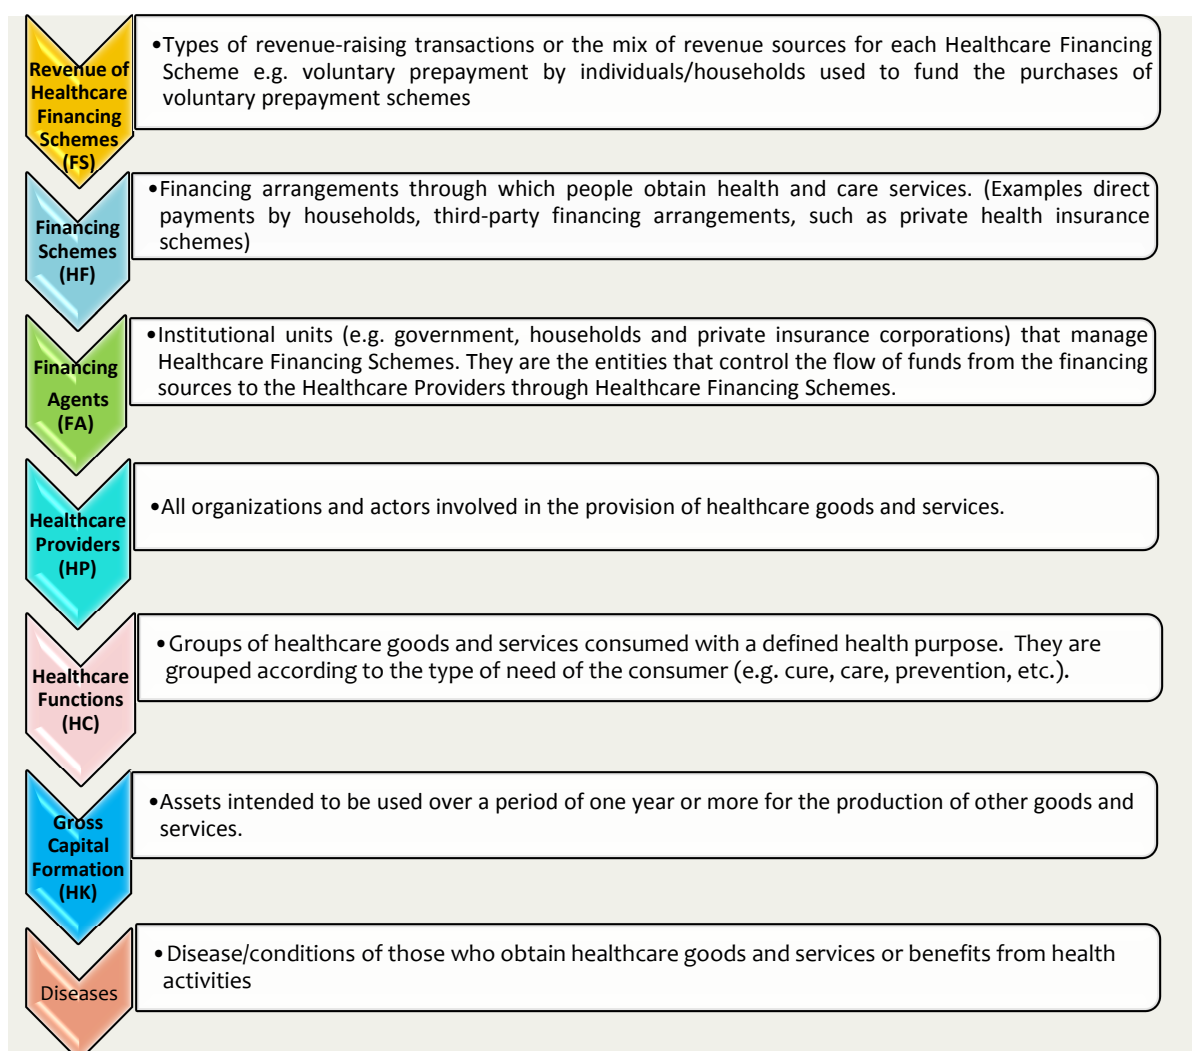 Revenue of
Healthcare
Financing
Schemes
(FS)
•Types of revenue-raising transactions or the mix of revenue sources for each Healthcare Financing
Scheme e.g. voluntary prepayment by individuals/households used to fund the purchases of
voluntary prepayment schemes
Financing
Schemes
(HF)
•Financing arrangements through which people obtain health and care services. (Examples direct
payments by households, third-party financing arrangements, such as private health insurance
schemes)
Financing
Agents
(FA)
•Institutional units (e.g. government, households and private insurance corporations) that manage
Healthcare Financing Schemes. They are the entities that control the flow of funds from the financing
sources to the Healthcare Providers through Healthcare Financing Schemes.
Healthcare
Providers
(HP)
•All organizations and actors involved in the provision of healthcare goods and services.
Healthcare
Functions
(HC)
•Groups of healthcare goods and services consumed with a defined health purpose. They are
grouped according to the type of need of the consumer (e.g. cure, care, prevention, etc.).
Gross
Capital
Formation
(HK)
•Assets intended to be used over a period of one year or more for the production of other goods and
services.
Diseases
•Disease/conditions of those who obtain healthcare goods and services or benefits from health
activities